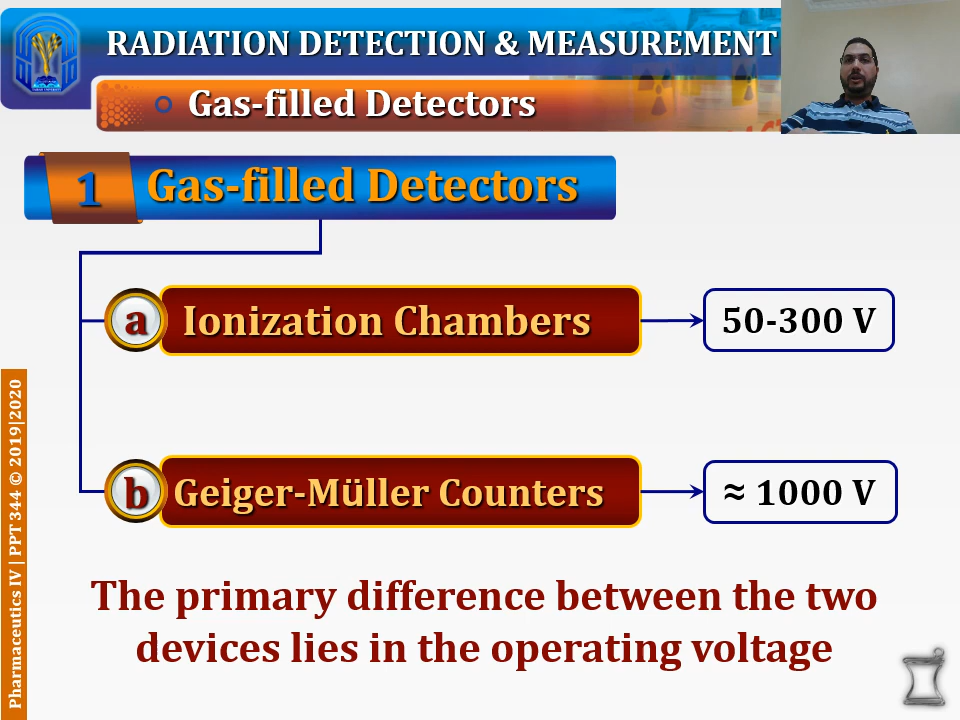 RADIATION DETECTION & MEASUREMENT
Gas-filled Detectors
1 Gas-filled Detectors
a Ionization Chambers 50-300 V
b Geiger-Müller Counters ≈ 1000 V
The primary difference between the two
devices lies in the operating voltage
Pharmaceutics IV | PPT 344 © 2019|2020